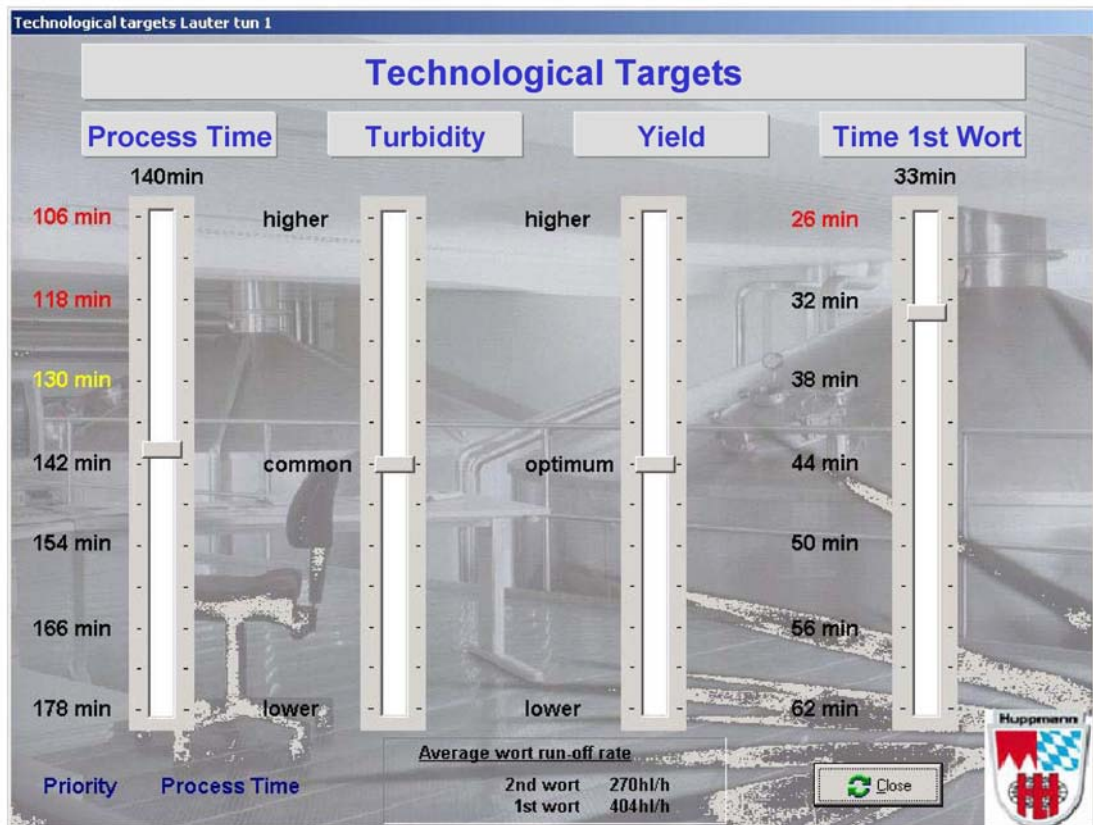 Technological targets Lauter tun 1
Technological Targets
Process Time
Turbidity
Yield
Time 1st Wort
140min
33min
106 min
higher
higher
26 min
118 min
32 min
130 min
38 min
142 min
common
optimum
44 min
154 min
50 min
166 min
56 min
178 min
lower
lower
62 min
Huppmann
Average wort run-off rate
Priority Process Time
2nd wort 270hl/h
1st wort 404hl/h
Close